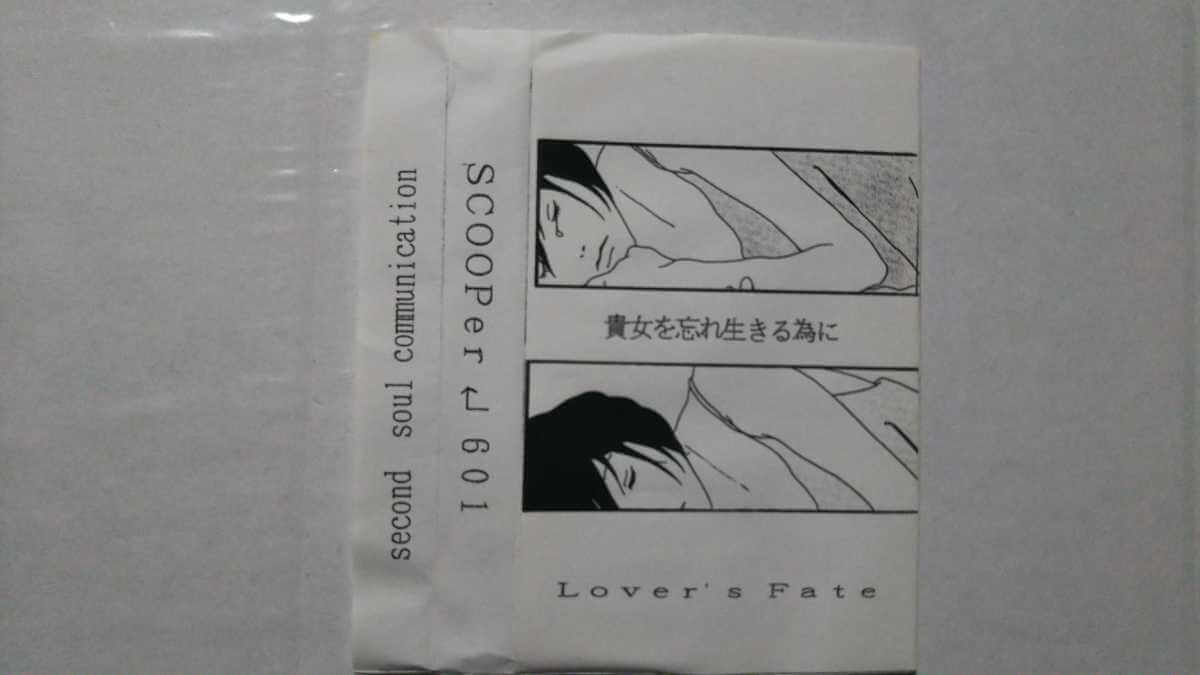 second soul communication
SCOOPer ↵ 601
貴女を忘れ生きる為に
Lover's Fate